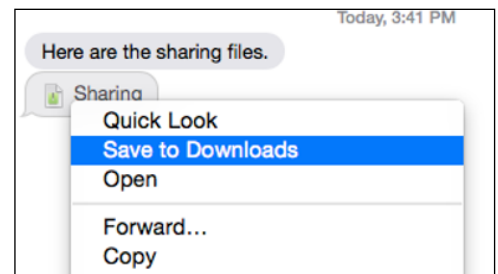 Today, 3:41 PM
Here are the sharing files.
Sharing
Quick Look
Save to Downloads
Open
Forward...
Copy